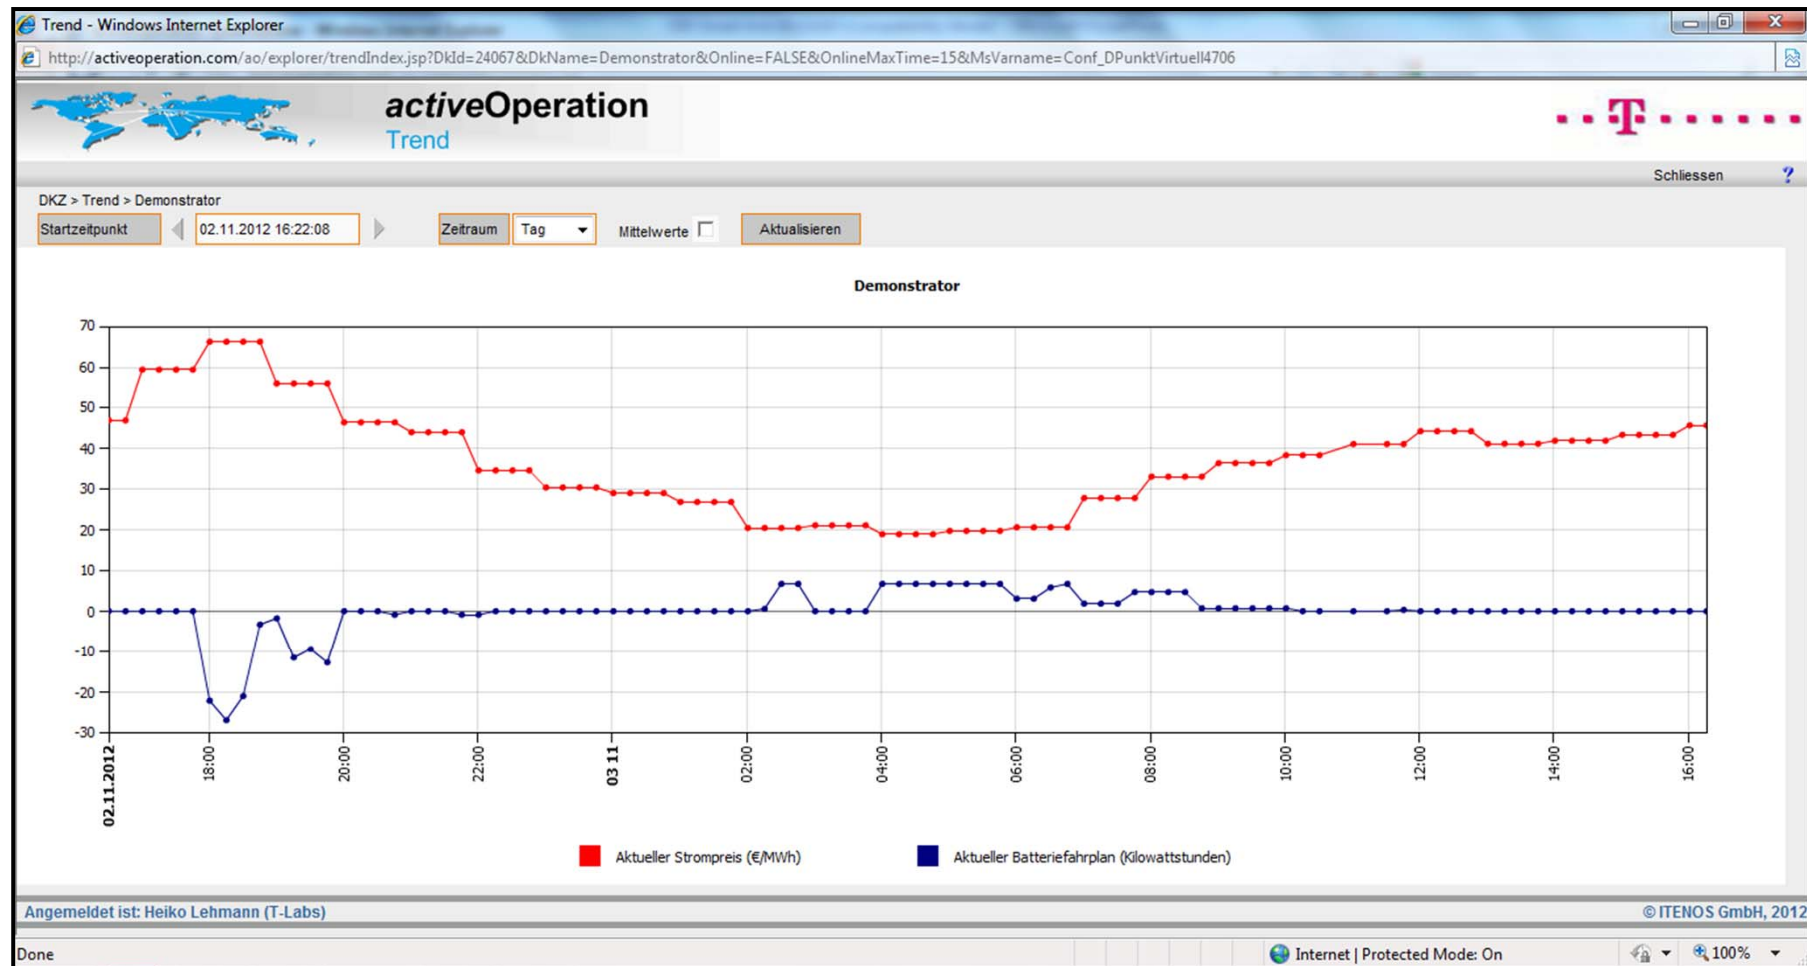 Trend - Windows Internet Explorer
http://activeoperation.com/ao/explorer/trendIndex.jsp?DkId=24067&DkName=Demonstrator&Online=FALSE&OnlineMaxTime=15&MsVarname=Conf_DPunktVirtuell4706
activeOperation
Trend
T
Schliessen ?
DKZ > Trend > Demonstrator
Startzeitpunkt 02.11.2012 16:22:08 Zeitraum Tag Mittelwerte Aktualisieren
Demonstrator
70
60
50
40
30
20
10
0
-10
-20
-30
02.11.2012 18:00 20:00 22:00 03 11 02:00 04:00 06:00 08:00 10:00 12:00 14:00 16:00
Aktueller Strompreis (€/MWh) Aktueller Batteriefahrplan (Kilowattstunden)
Angemeldet ist: Heiko Lehmann (T-Labs) © ITENOS GmbH, 2012
Done Internet | Protected Mode: On 100%